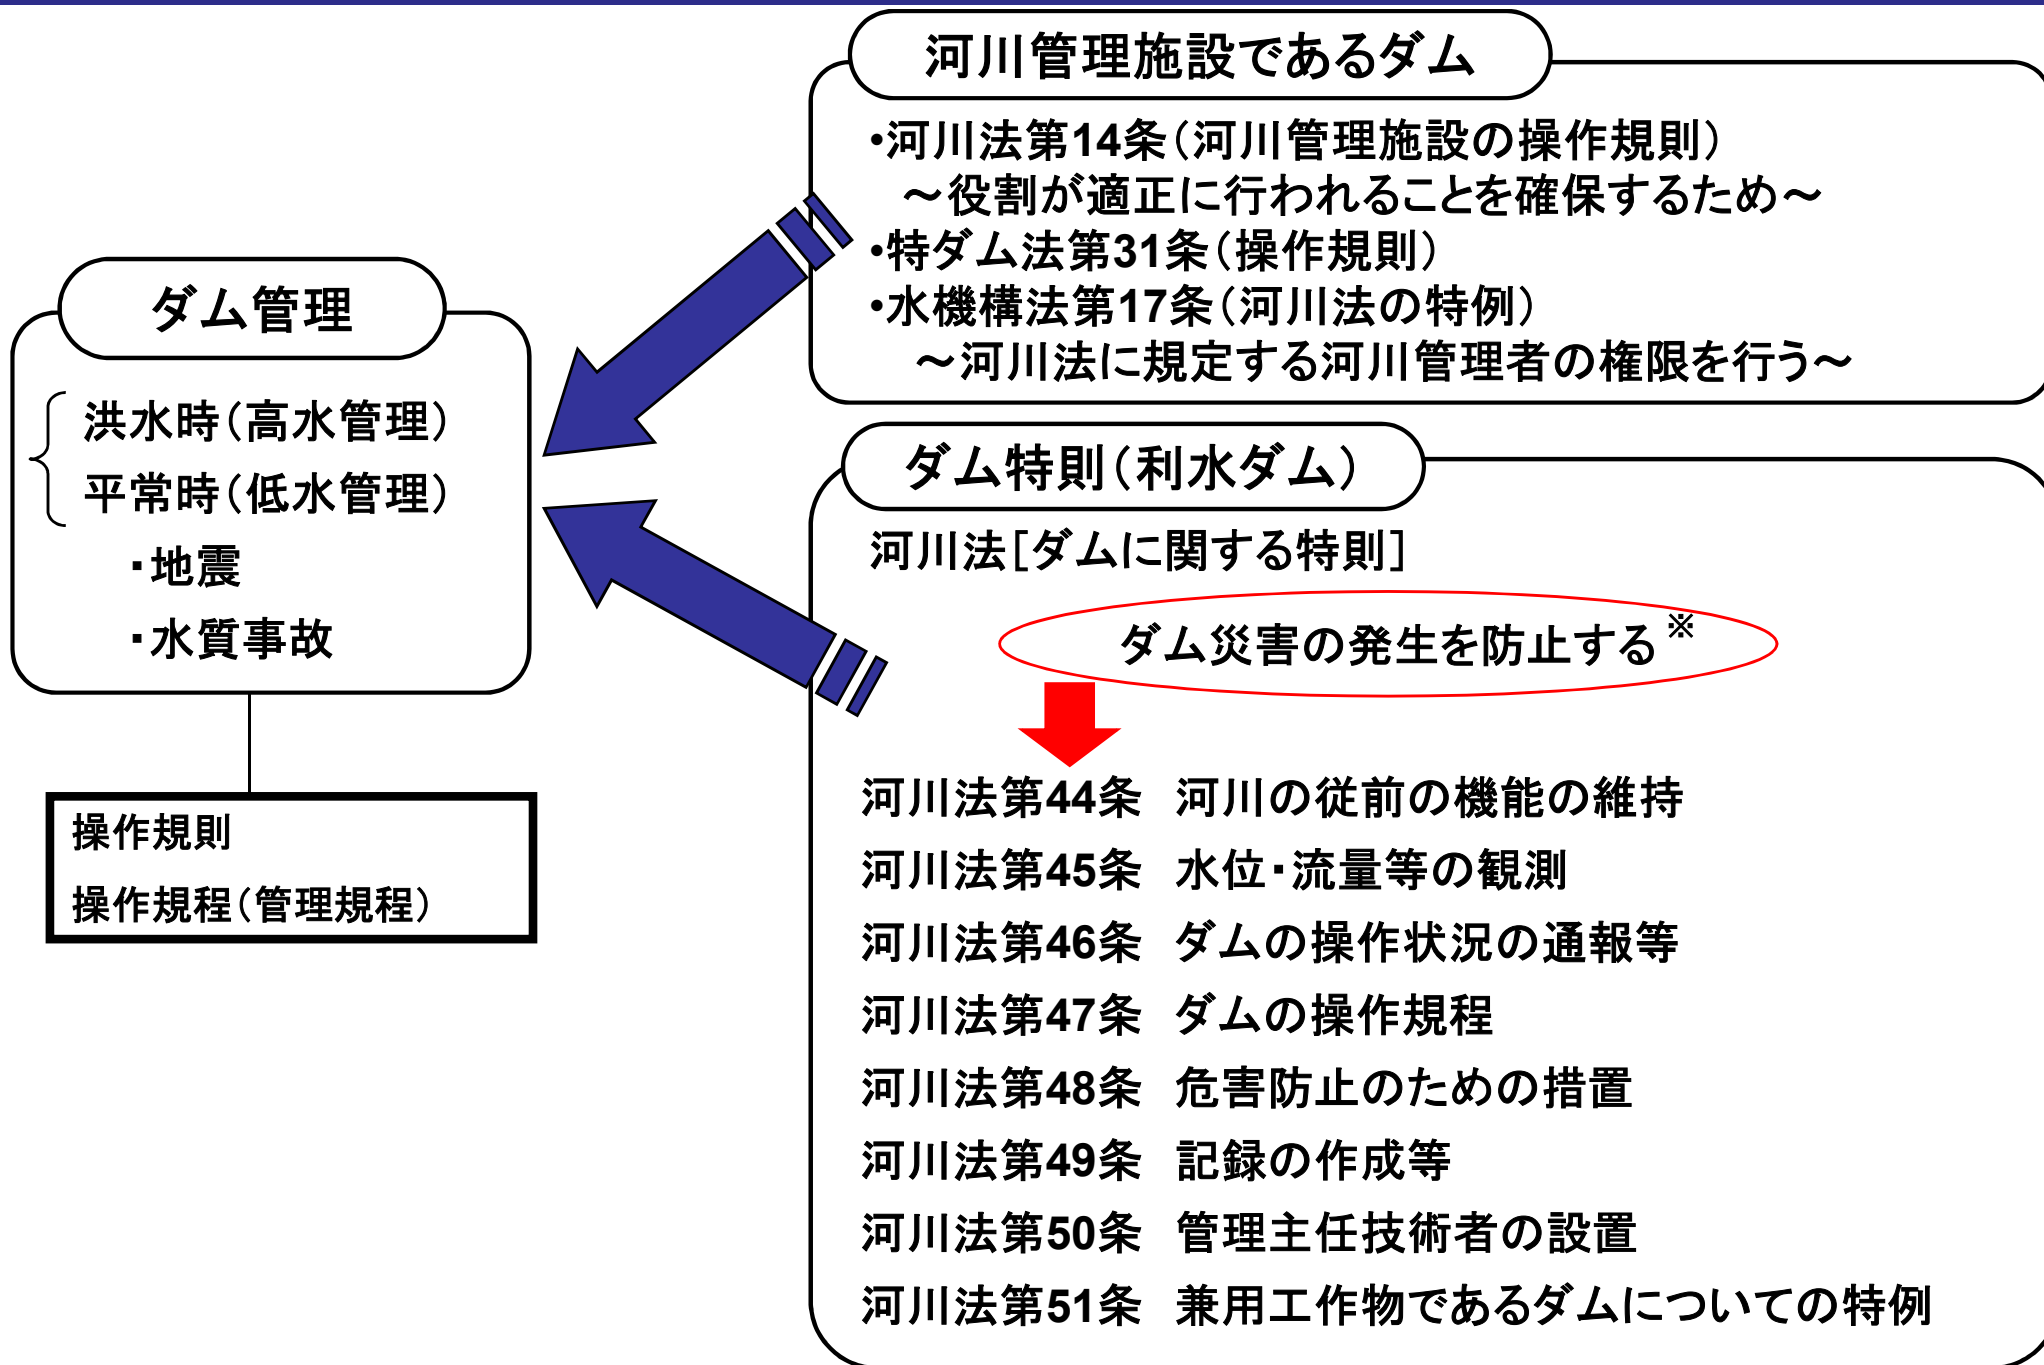 河川管理施設であるダム
・河川法第14条(河川管理施設の操作規則)
～役割が適正に行われることを確保するため～
・特ダム法第31条(操作規則)
・水機構法第17条(河川法の特例)
～河川法に規定する河川管理者の権限を行う～
ダム管理
洪水時(高水管理)
平常時(低水管理)
・地震
・水質事故
操作規則
操作規程(管理規程)
ダム特則(利水ダム)
河川法[ダムに関する特則]
ダム災害の発生を防止する※
河川法第44条 河川の従前の機能の維持
河川法第45条 水位・流量等の観測
河川法第46条 ダムの操作状況の通報等
河川法第47条 ダムの操作規程
河川法第48条 危害防止のための措置
河川法第49条 記録の作成等
河川法第50条 管理主任技術者の設置
河川法第51条 兼用工作物であるダムについての特例